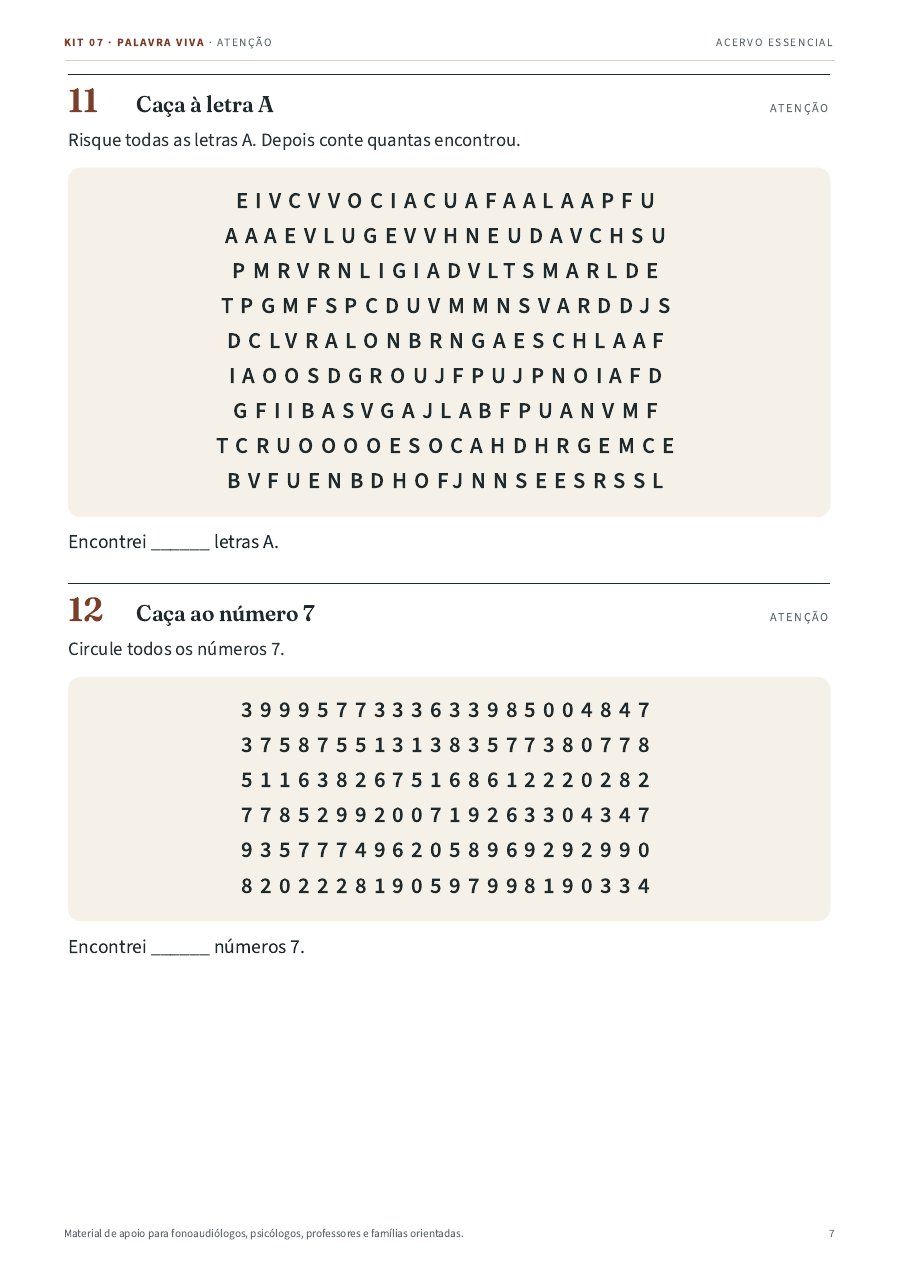 KIT 07 · PALAVRA VIVA · ATENÇÃO
ACERVO ESSENCIAL
11 Caça à letra A
ATENÇÃO
Risque todas as letras A. Depois conte quantas encontrou.
E I V C V V O C I A C U A F A A L A A P F U
A A A E V L U G E V V H N E U D A V C H S U
P M R V R N L I G I A D V L T S M A R L D E
T P G M F S P C D U V M M N S V A R D D J S
D C L V R A L O N B R N G A E S C H L A A F
I A O O S D G R O U J F P U J P N O I A F D
G F I I B A S V G A J L A B F P U A N V M F
T C R U O O O O E S O C A H D H R G E M C E
B V F U E N B D H O F J N N S E E S R S S L
Encontrei ______ letras A.
12 Caça ao número 7
ATENÇÃO
Circule todos os números 7.
3 9 9 9 5 7 7 3 3 3 6 3 3 9 8 5 0 0 4 8 4 7
3 7 5 8 7 5 5 1 3 1 3 8 3 5 7 7 3 8 0 7 7 8
5 1 1 6 3 8 2 6 7 5 1 6 8 6 1 2 2 2 0 2 8 2
7 7 8 5 2 9 9 2 0 0 7 1 9 2 6 3 3 0 4 3 4 7
9 3 5 7 7 7 4 9 6 2 0 5 8 9 6 9 2 9 2 9 9 0
8 2 0 2 2 2 8 1 9 0 5 9 7 9 9 8 1 9 0 3 3 4
Encontrei ______ números 7.
Material de apoio para fonoaudiólogos, psicólogos, professores e famílias orientadas.
7